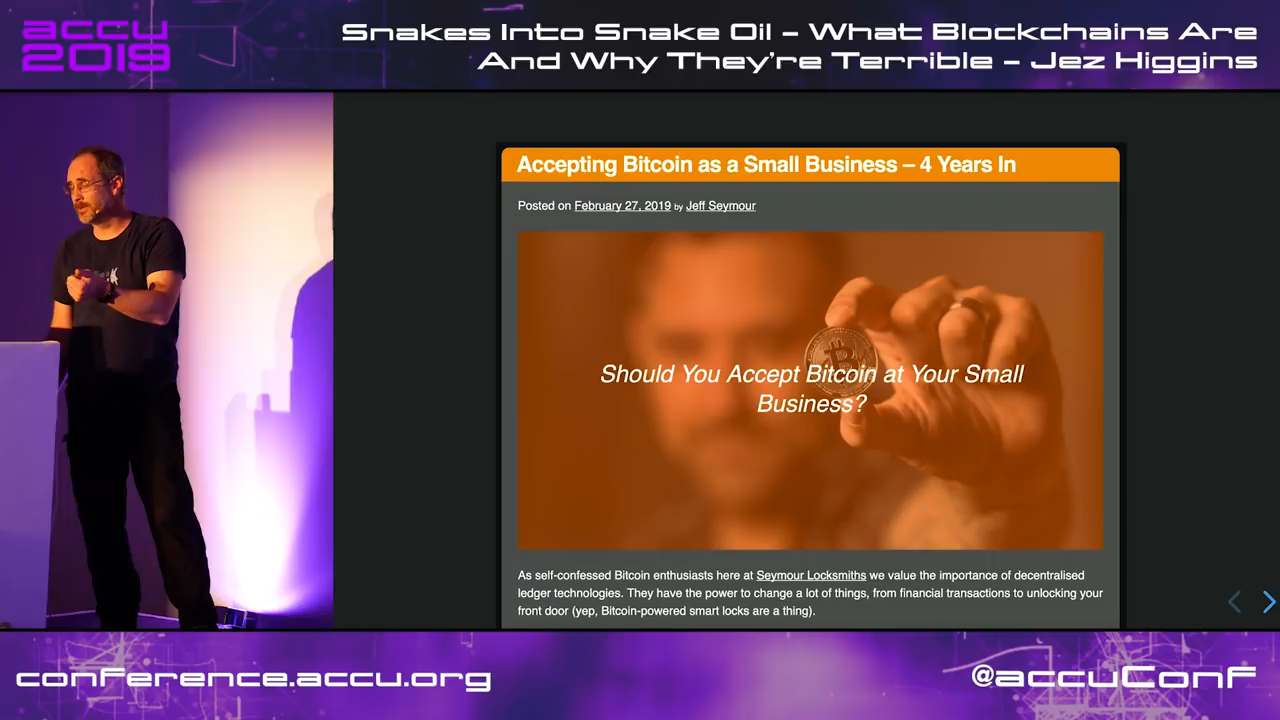 accu
2019
Snakes Into Snake Oil – What Blockchains Are
And Why They're Terrible – Jez Higgins
Accepting Bitcoin as a Small Business – 4 Years In
Posted on February 27, 2019 by Jeff Seymour
Should You Accept Bitcoin at Your Small
Business?
As self-confessed Bitcoin enthusiasts here at Seymour Locksmiths we value the importance of decentralised
ledger technologies. They have the power to change a lot of things, from financial transactions to unlocking your
front door (yep, Bitcoin-powered smart locks are a thing).
conference.accu.org
@accuConf